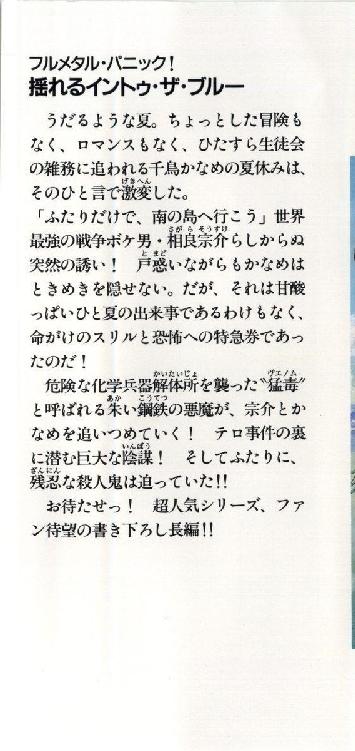 フルメタル・パニック!
揺れるイントゥ・ザ・ブルー
うだるような夏。ちょっとした冒険も
なく、ロマンスもなく、ひたすら生徒会
の雑務に追われる千鳥かなめの夏休みは、
そのひと言で激変した。
「ふたりだけで、南の島へ行こう」世界
最強の戦争ボケ男・相良宗介らしからぬ
突然の誘い! 戸惑いながらもかなめは
ときめきを隠せない。だが、それは甘酸
っぱいひと夏の出来事であるわけもなく、
命がけのスリルと恐怖への特急券であっ
たのだ!
危険な化学兵器解体所を襲った〝猛毒〟
と呼ばれる朱い鋼鉄の悪魔が、宗介とか
なめを追いつめていく! テロ事件の裏
に潜む巨大な陰謀! そしてふたりに、
残忍な殺人鬼は迫っていた!!
お待たせっ! 超人気シリーズ、ファ
ン待望の書き下ろし長編!!